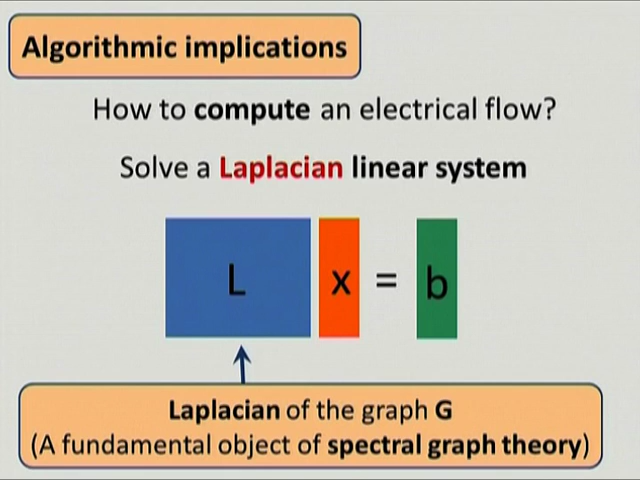 Algorithmic implications
How to compute an electrical flow?
Solve a Laplacian linear system
L x = b
Laplacian of the graph G
(A fundamental object of spectral graph theory)